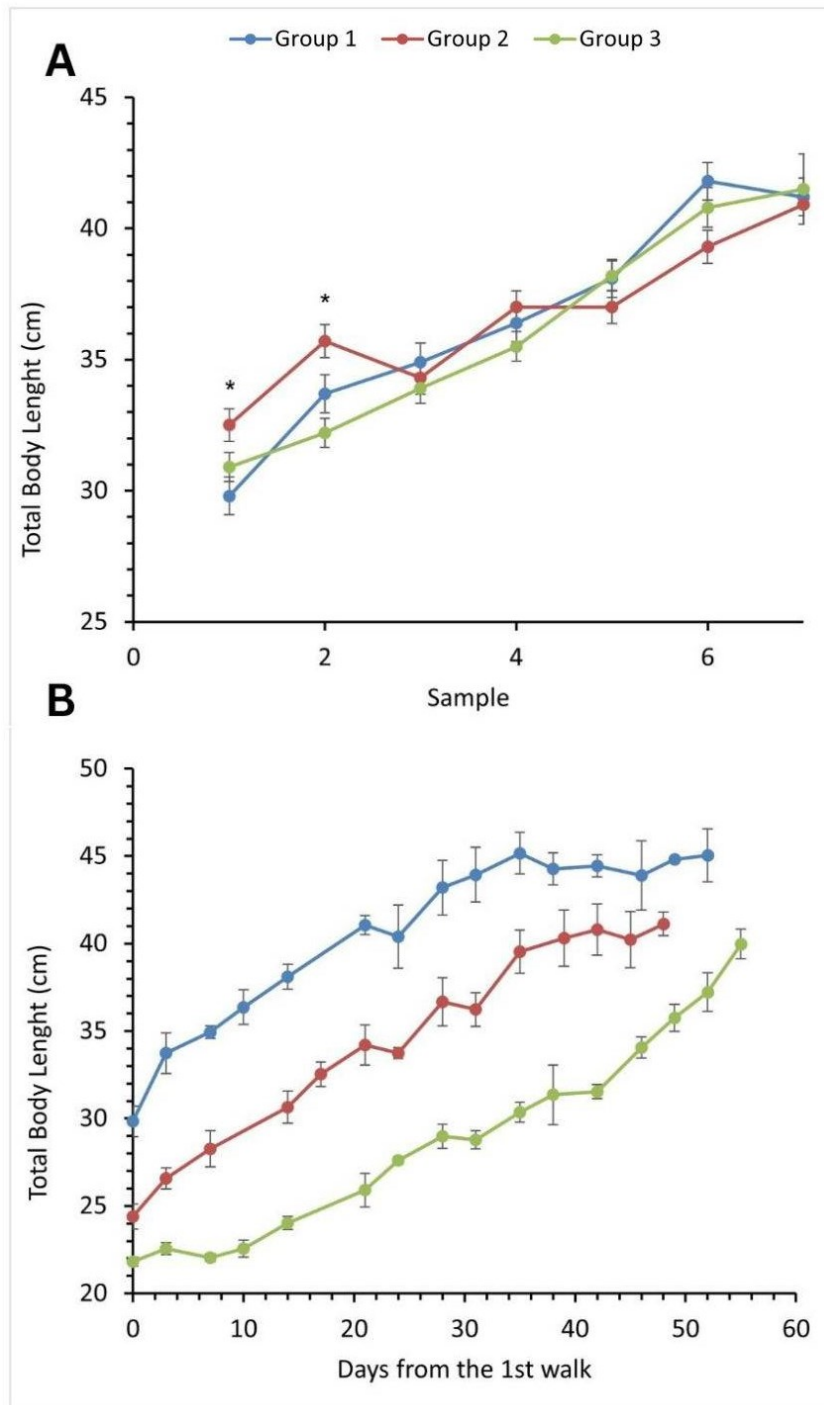 Group 1 Group 2 Group 3
A
45
40
35
30
25
Total Body Lenght (cm)
* *
0 2 4 6
Sample
B
50
45
40
35
30
25
20
Total Body Lenght (cm)
0 10 20 30 40 50 60
Days from the 1st walk